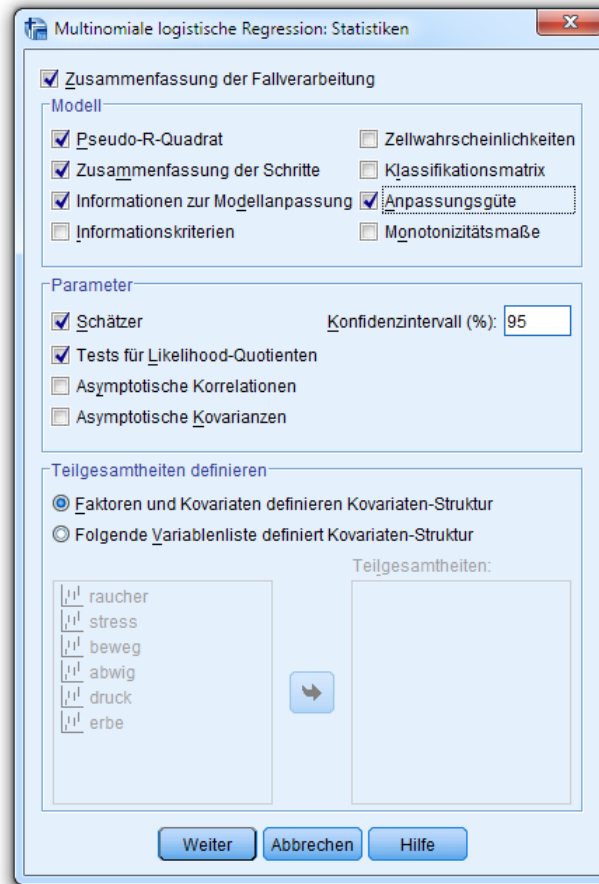 Multinomiale logistische Regression: Statistiken
Zusammenfassung der Fallverarbeitung
Modell
Pseudo-R-Quadrat
Zellwahrscheinlichkeiten
Zusammenfassung der Schritte
Klassifikationsmatrix
Informationen zur Modellanpassung
Anpassungsgüte
Informationskriterien
Monotonizitätsmaße
Parameter
Schätzer
Konfidenzintervall (%): 95
Tests für Likelihood-Quotienten
Asymptotische Korrelationen
Asymptotische Kovarianzen
Teilgesamtheiten definieren
Faktoren und Kovariaten definieren Kovariaten-Struktur
Folgende Variablenliste definiert Kovariaten-Struktur
Teilgesamtheiten:
raucher
stress
beweg
abwig
druck
erbe
Weiter
Abbrechen
Hilfe